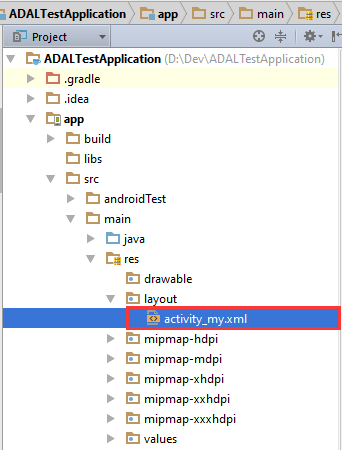 ADALTestApplication app src main res
Project
ADALTestApplication (D:\Dev\ADALTestApplication)
.gradle
.idea
app
build
libs
src
androidTest
main
java
res
drawable
layout
activity_my.xml
mipmap-hdpi
mipmap-mdpi
mipmap-xhdpi
mipmap-xxhdpi
mipmap-xxxhdpi
values